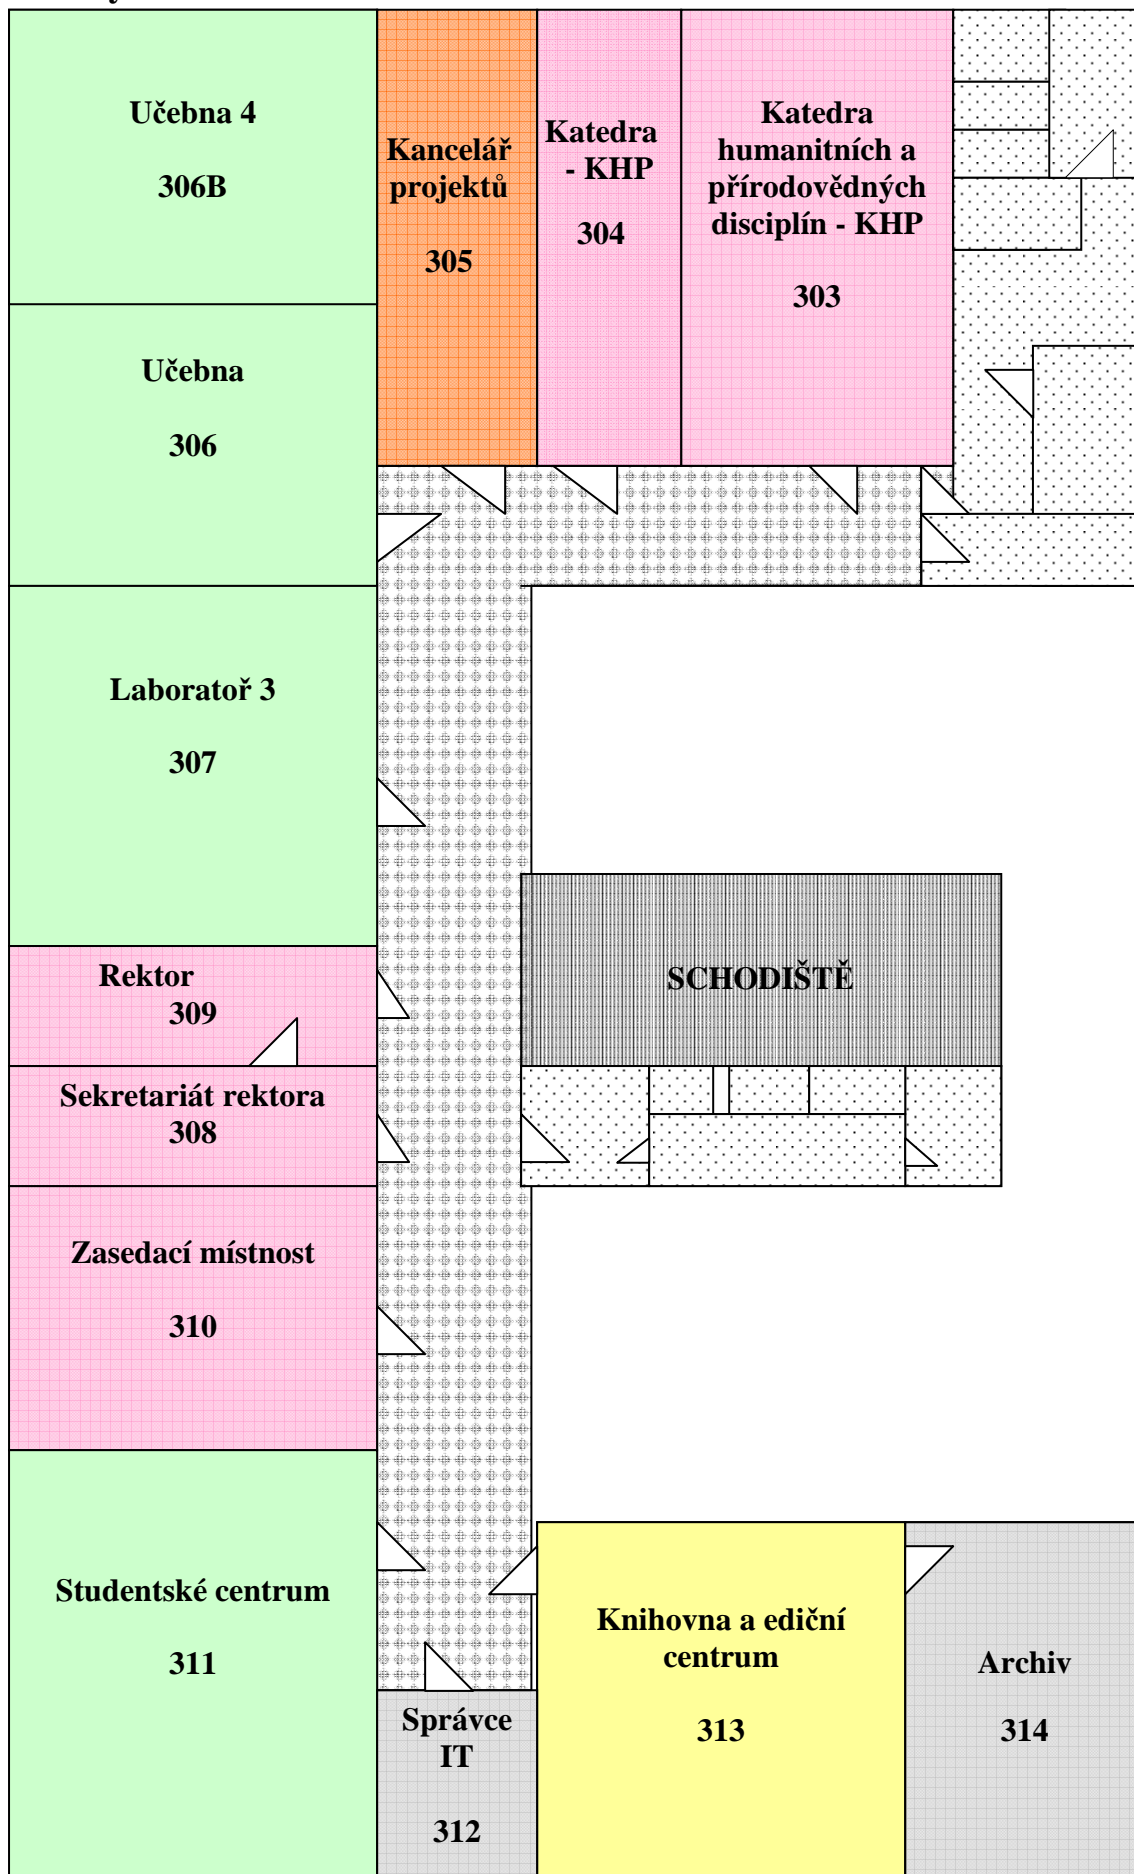 Učebna 4
306B
Kancelář
projektů
305
Katedra
- KHP
304
Katedra
humanitních a
přírodovědných
disciplín - KHP
303
Učebna
306
Laboratoř 3
307
Rektor
309
SCHODIŠTĚ
Sekretariát rektora
308
Zasedací místnost
310
Studentské centrum
311
Správce
IT
312
Knihovna a ediční
centrum
313
Archiv
314